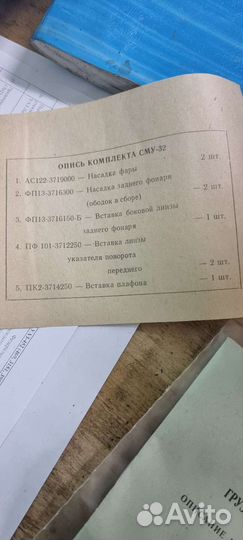 ОПИСЬ КОМПЛЕКТА СМУ-32
1. АС122-3719000 — Насадка фары — 2 шт.
2. ФП13-3716300 — Насадка заднего фонаря
(ободок в сборе) — 2 шт.
3. ФП13-3716150-Б — Вставка боковой линзы
заднего фонаря — 1 шт.
4. ПФ 101-3712250 — Вставка линзы
указателя поворота
переднего — 2 шт.
5. ПК2-3714250 — Вставка плафона — 1 шт.
ГРУЗ
ОПИСАНИЕ
Avito